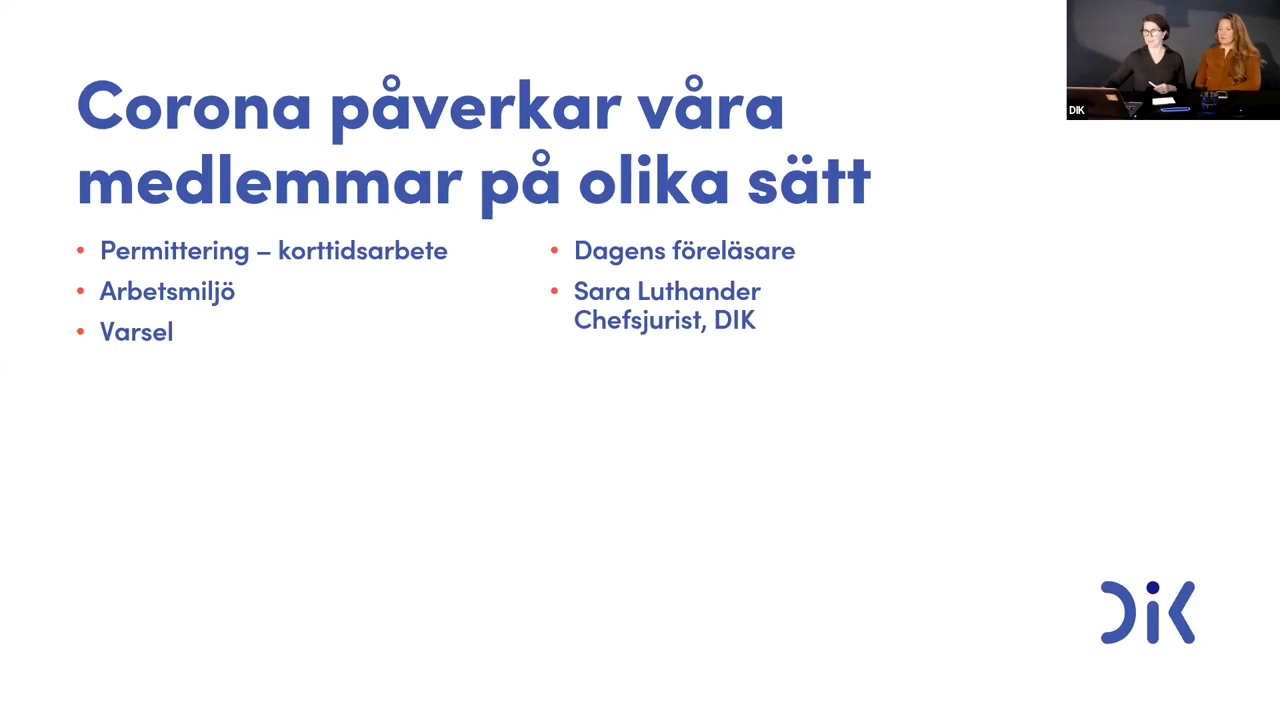 Corona påverkar våra
medlemmar på olika sätt
• Permittering – korttidsarbete
• Arbetsmiljö
• Varsel
• Dagens föreläsare
• Sara Luthander
Chefsjurist, DIK
DIK
DiK